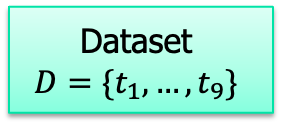 Dataset
D = {t₁, …, t₉}